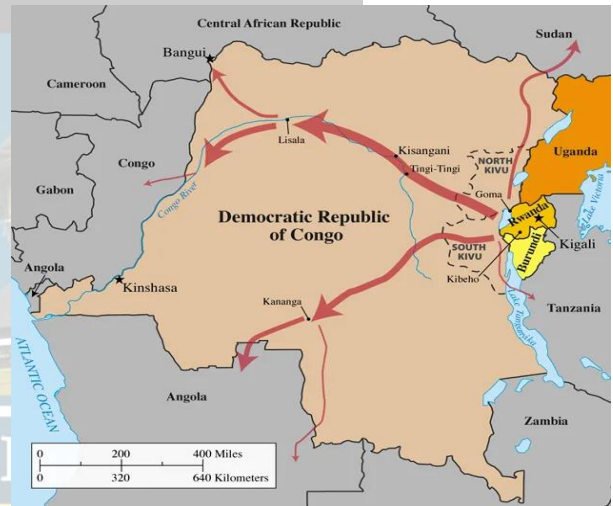 Central African Republic
Sudan
Bangui
Cameroon
Lisala
Congo
Kisangani
Tingi-Tingi
NORTH
KIVU
Uganda
Gabon
Congo River
Goma
Lake Victoria
Democratic Republic
of Congo
Rwanda
SOUTH
KIVU
Kigali
Burundi
Angola
Kinshasa
Kibeho
Kananga
Lake Tanganyika
Tanzania
ATLANTIC OCEAN
Angola
Zambia
0 200 400 Miles
0 320 640 Kilometers